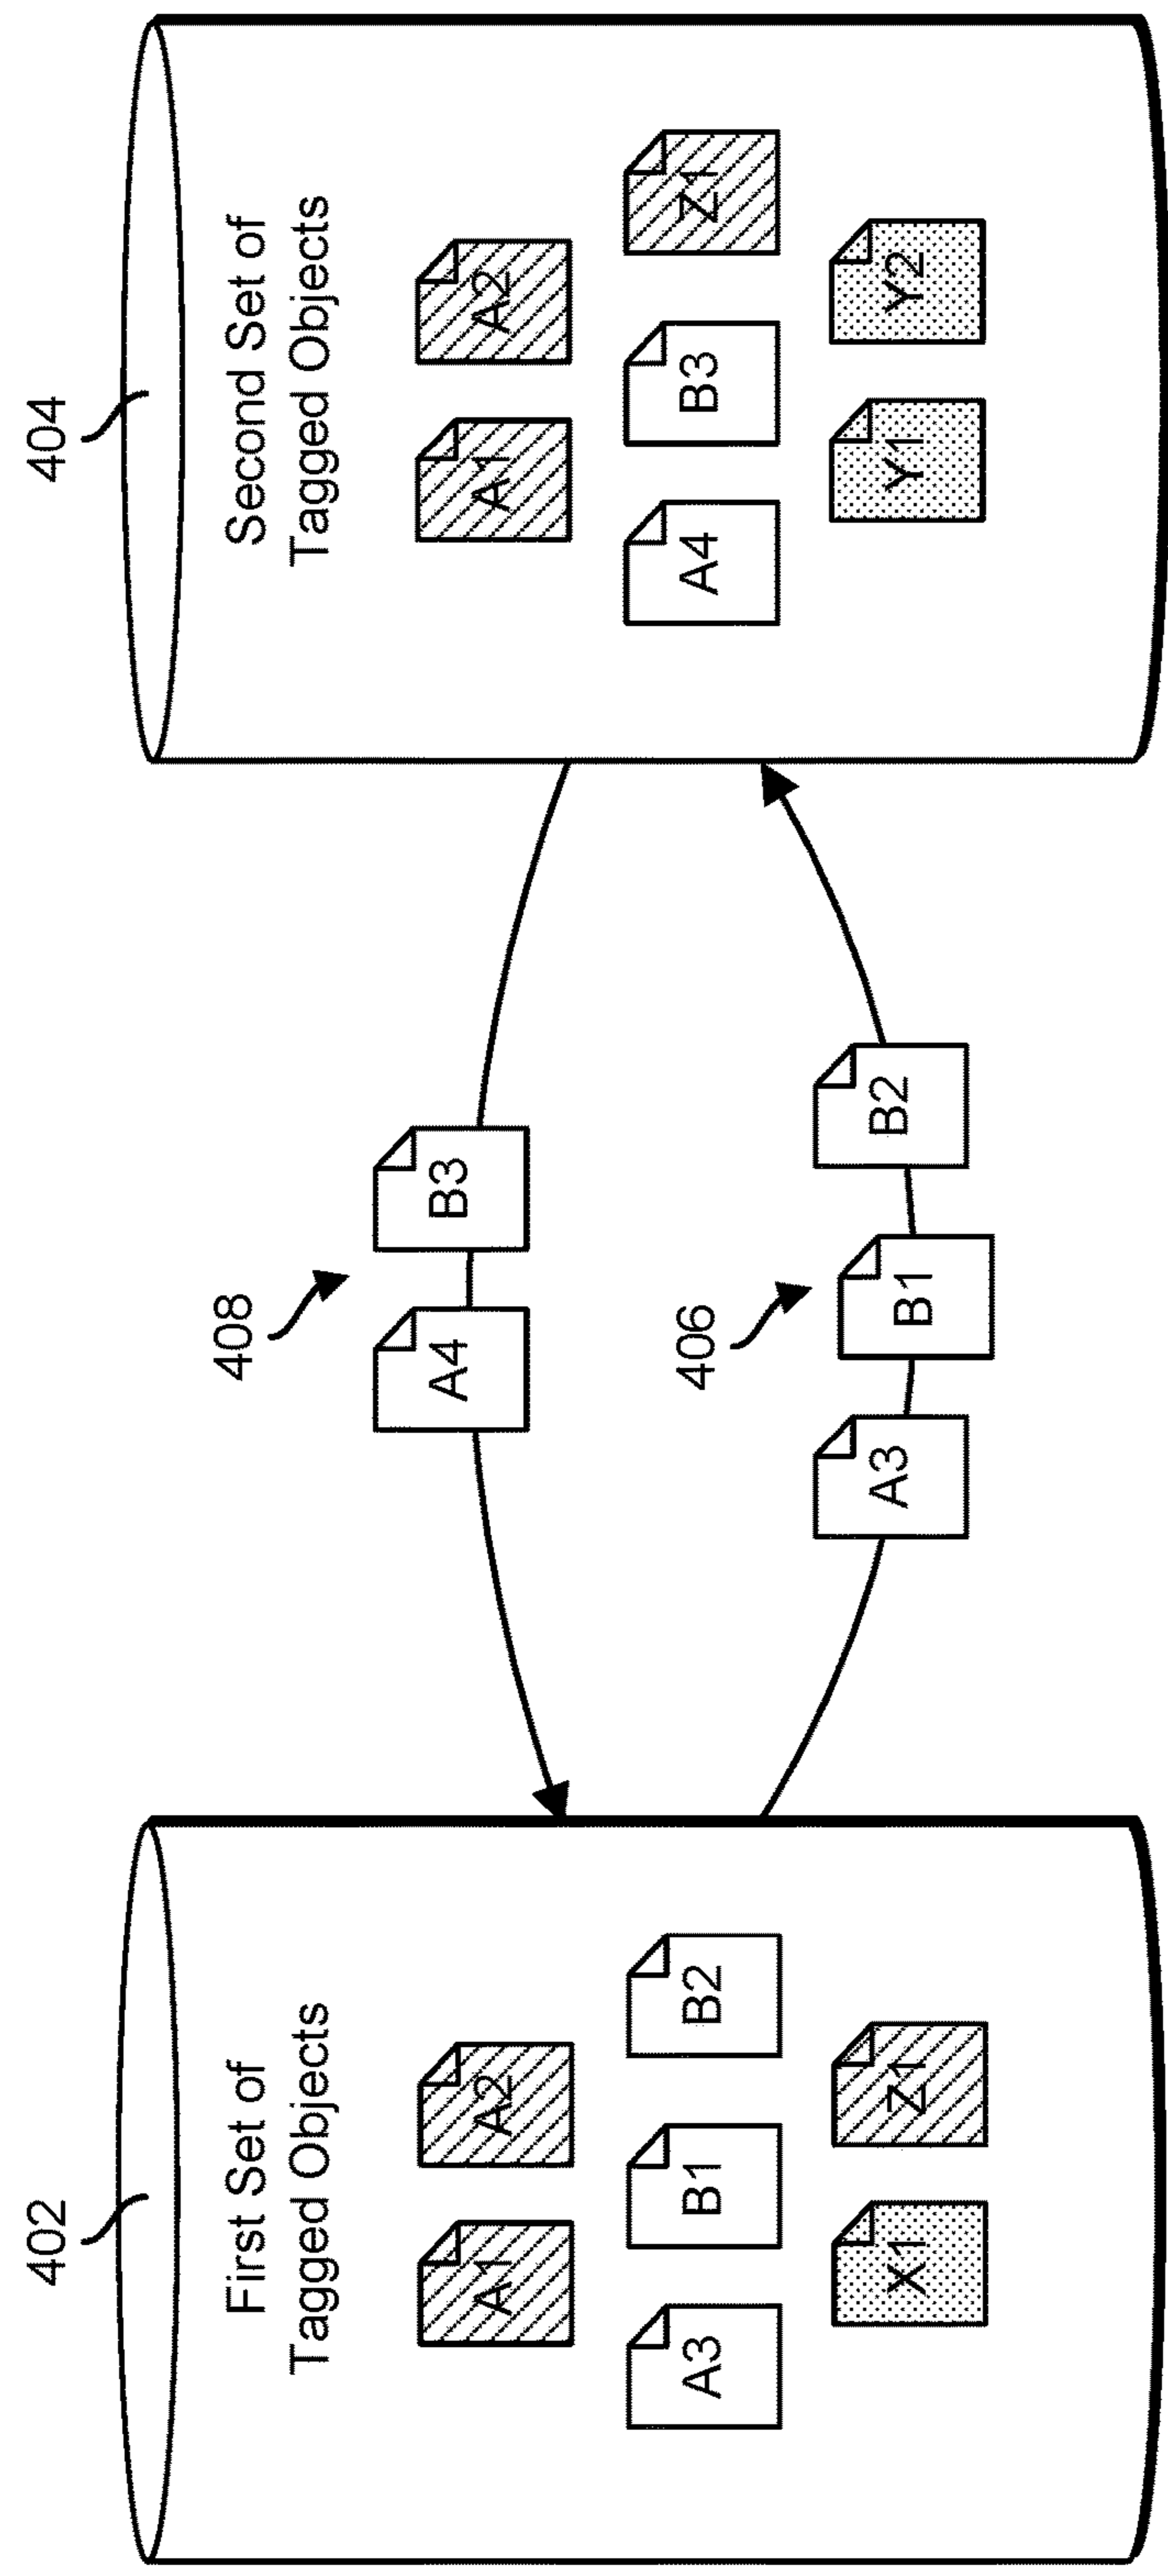 402
First Set of
Tagged Objects
A1
A2
A3
B1
B2
X1
Z1
408
A4
B3
406
A3
B1
B2
404
Second Set of
Tagged Objects
A1
A2
A4
B3
Z1
Y1
Y2